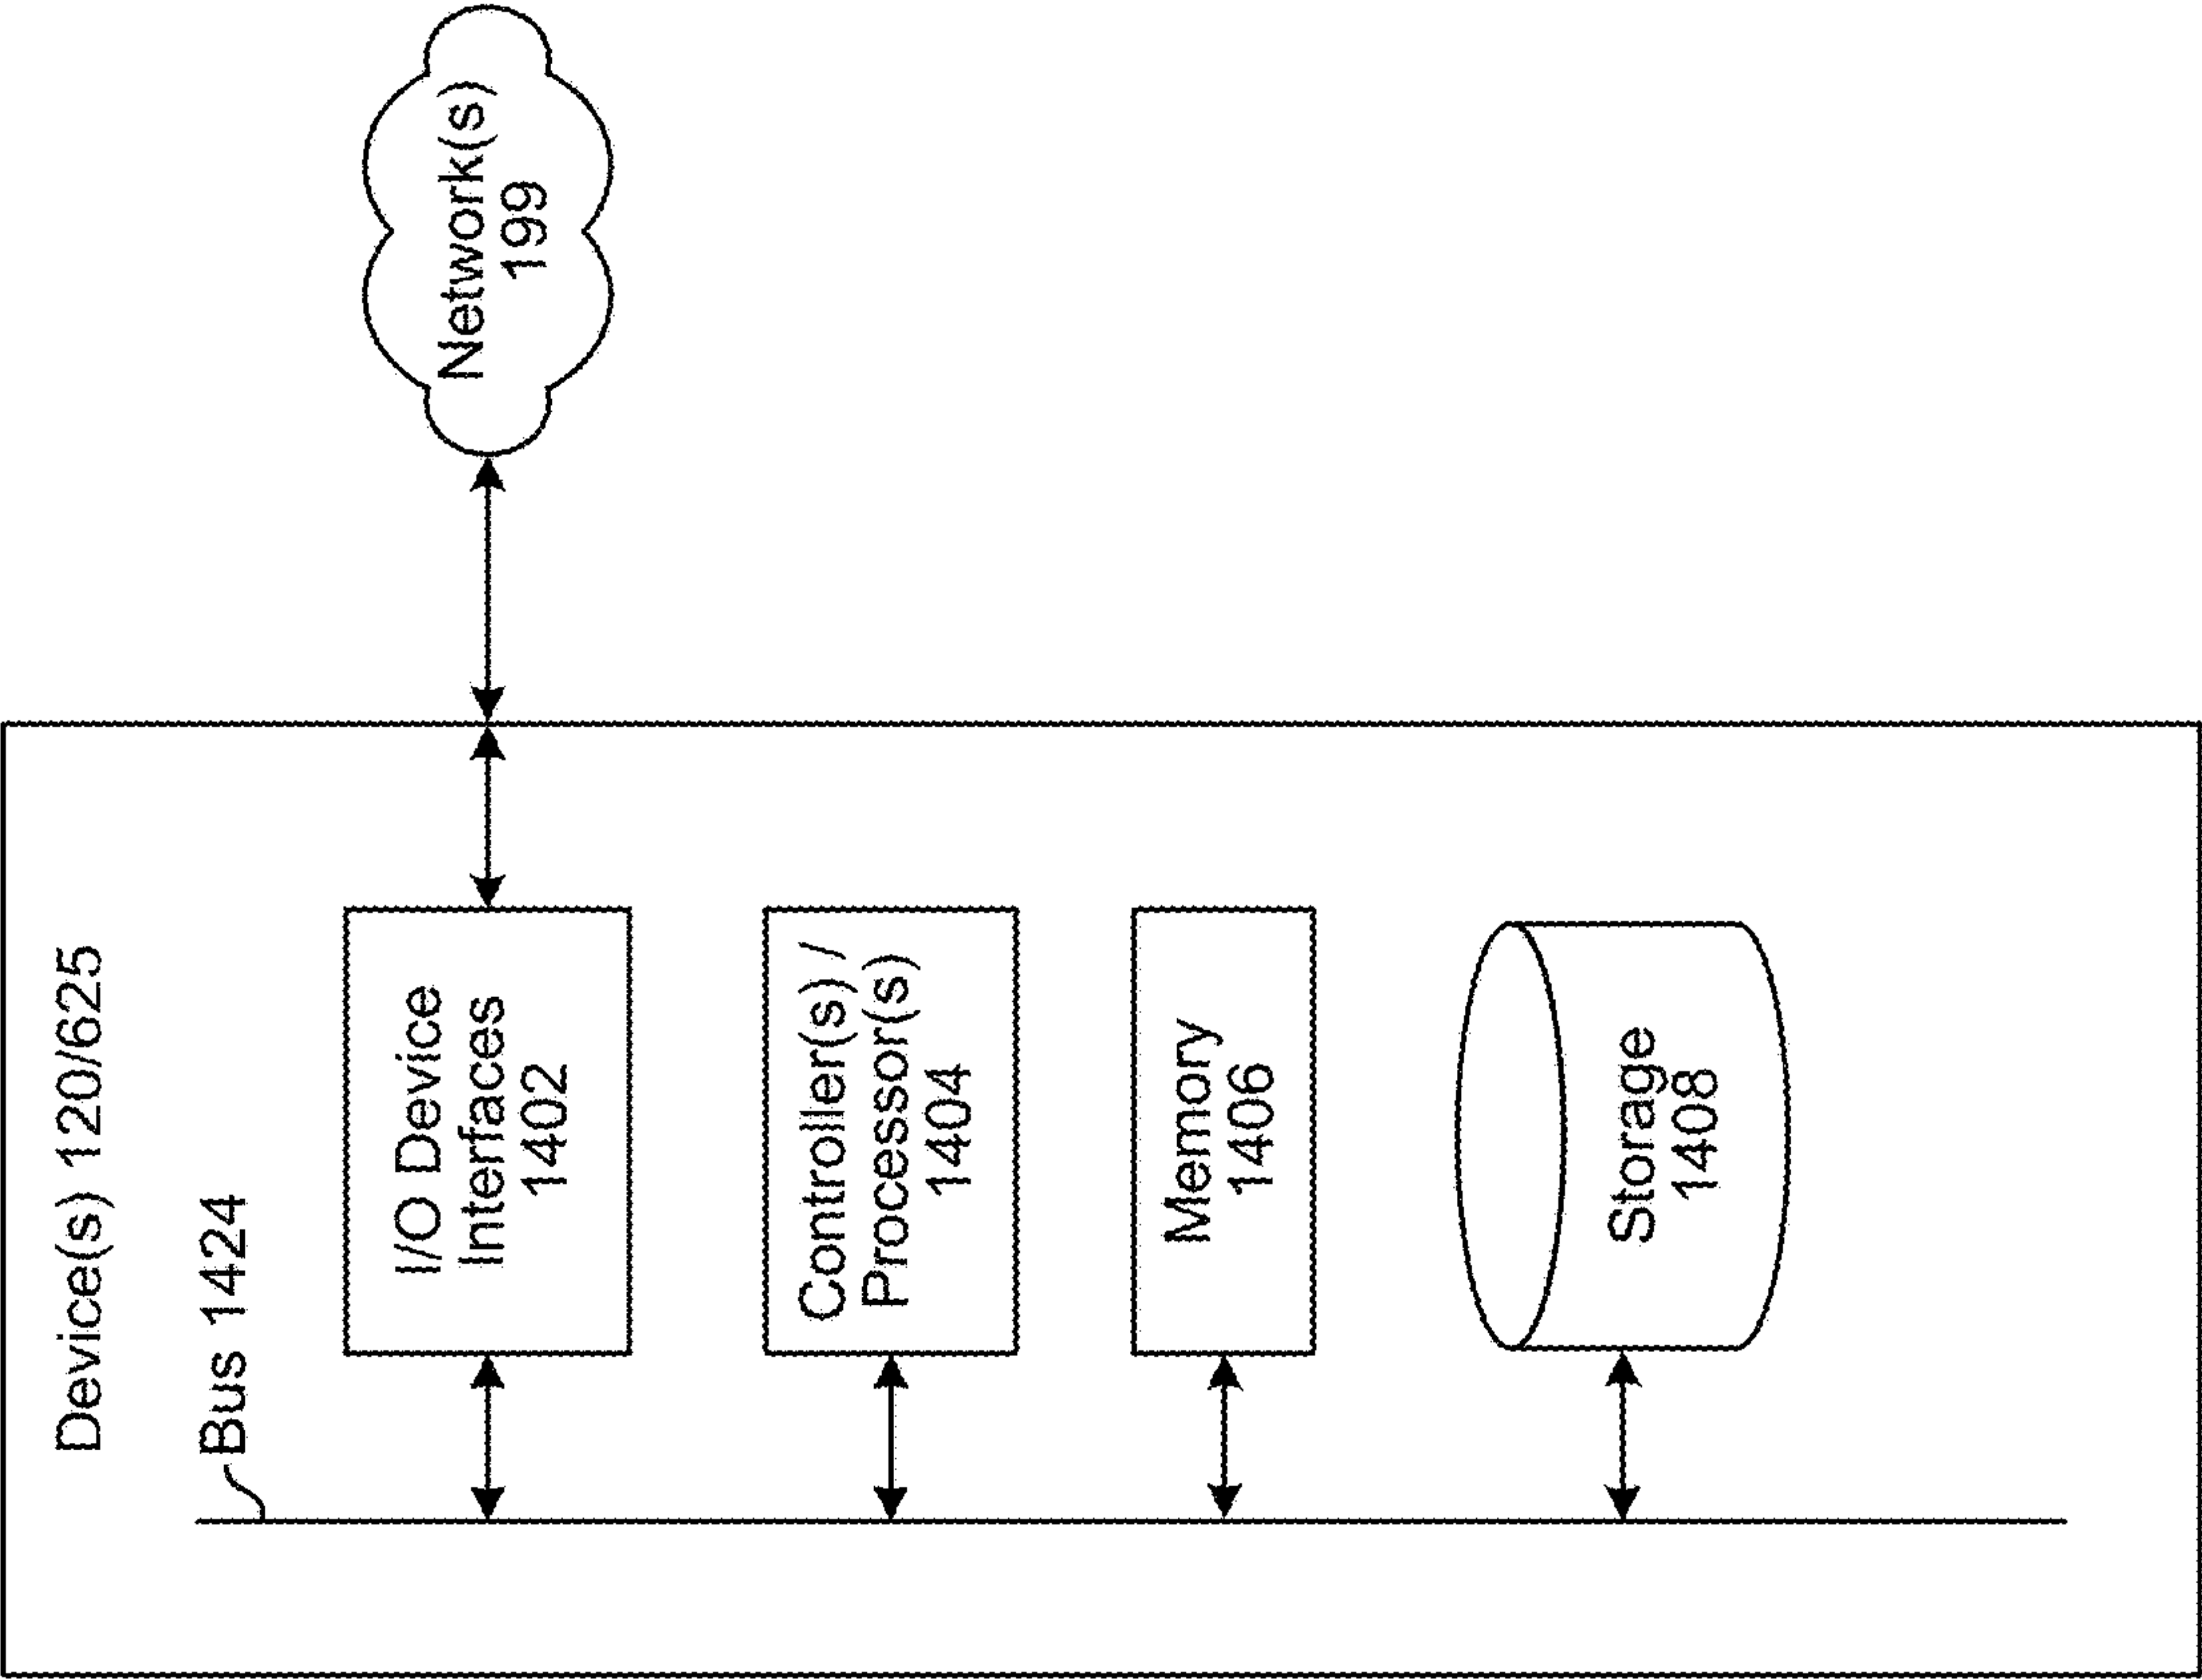 Device(s) 120/625
Bus 1424
I/O Device
Interfaces
1402
Controller(s) /
Processor(s)
1404
Memory
1406
Storage
1408
Network(s)
199